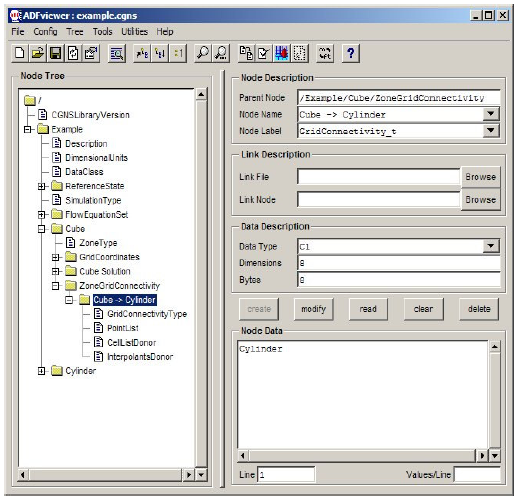 ADFviewer : example.cgns
File Config Tree Tools Utilities Help
Node Tree
/
CGNSLibraryVersion
Example
Description
DimensionalUnits
DataClass
ReferenceState
SimulationType
FlowEquationSet
Cube
ZoneType
GridCoordinates
Cube Solution
ZoneGridConnectivity
Cube -> Cylinder
GridConnectivityType
PointList
CellListDonor
InterpolantsDonor
Cylinder
Node Description
Parent Node /Example/Cube/ZoneGridConnectivity
Node Name Cube -> Cylinder
Node Label GridConnectivity_t
Link Description
Link File Browse
Link Node Browse
Data Description
Data Type C1
Dimensions 8
Bytes 8
create modify read clear delete
Node Data
Cylinder
Line 1 Values/Line